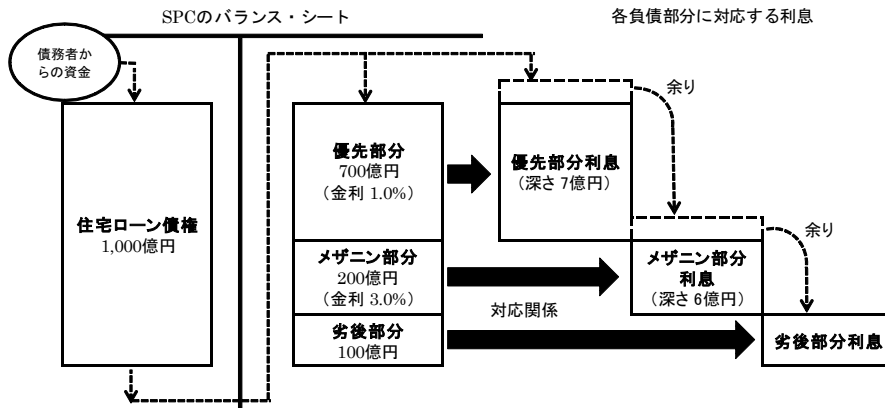 SPCのバランス・シート
各負債部分に対応する利息
債務者か
らの資金
余り
優先部分
700億円
（金利 1.0%）
優先部分利息
（深さ 7億円）
住宅ローン債権
1,000億円
余り
メザニン部分
200億円
（金利 3.0%）
メザニン部分
利息
（深さ 6億円）
対応関係
劣後部分
100億円
劣後部分利息